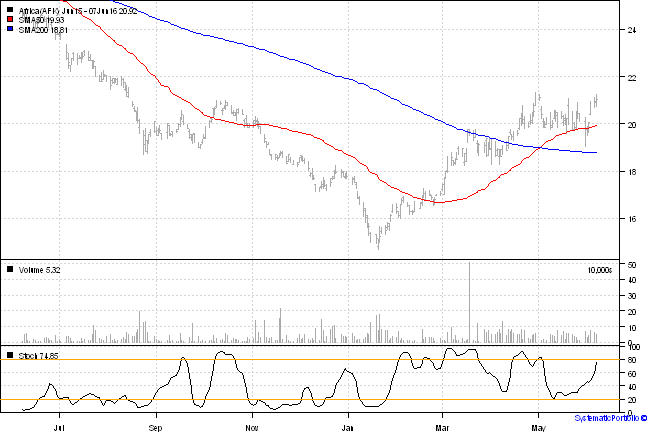 Africa(AFK) Jun15 - 07Jun16 20.92
SMA50 19.93
SMA200 18.81
24
22
20
18
16
Volume 5.32
10,000s
50
40
30
20
10
0
Stoch 74.85
100
80
60
40
20
0
Jul Sep Nov Jan Mar May
SystematicPortfolio ©